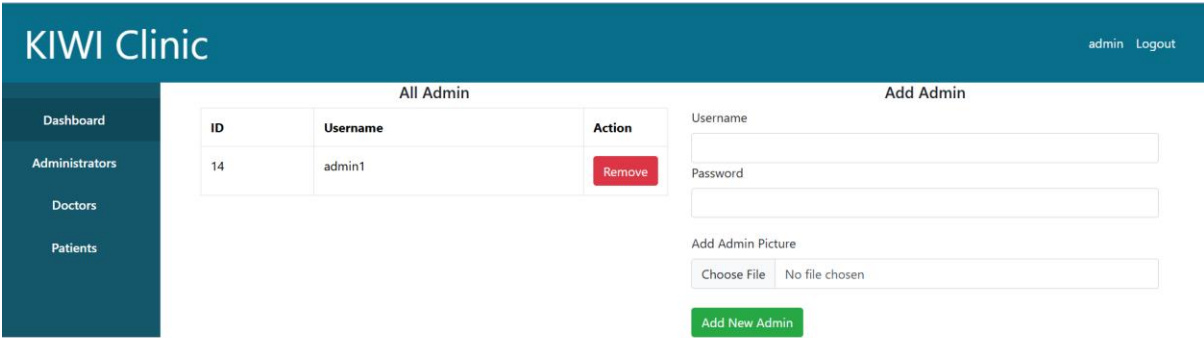 KIWI Clinic
admin Logout
Dashboard
Administrators
Doctors
Patients
All Admin
ID Username Action
14 admin1 Remove
Add Admin
Username
Password
Add Admin Picture
Choose File No file chosen
Add New Admin